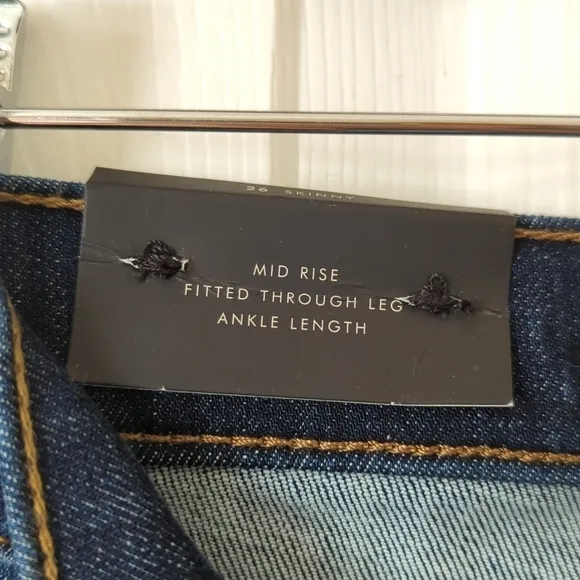 26 SKINNY
MID RISE
FITTED THROUGH LEG
ANKLE LENGTH